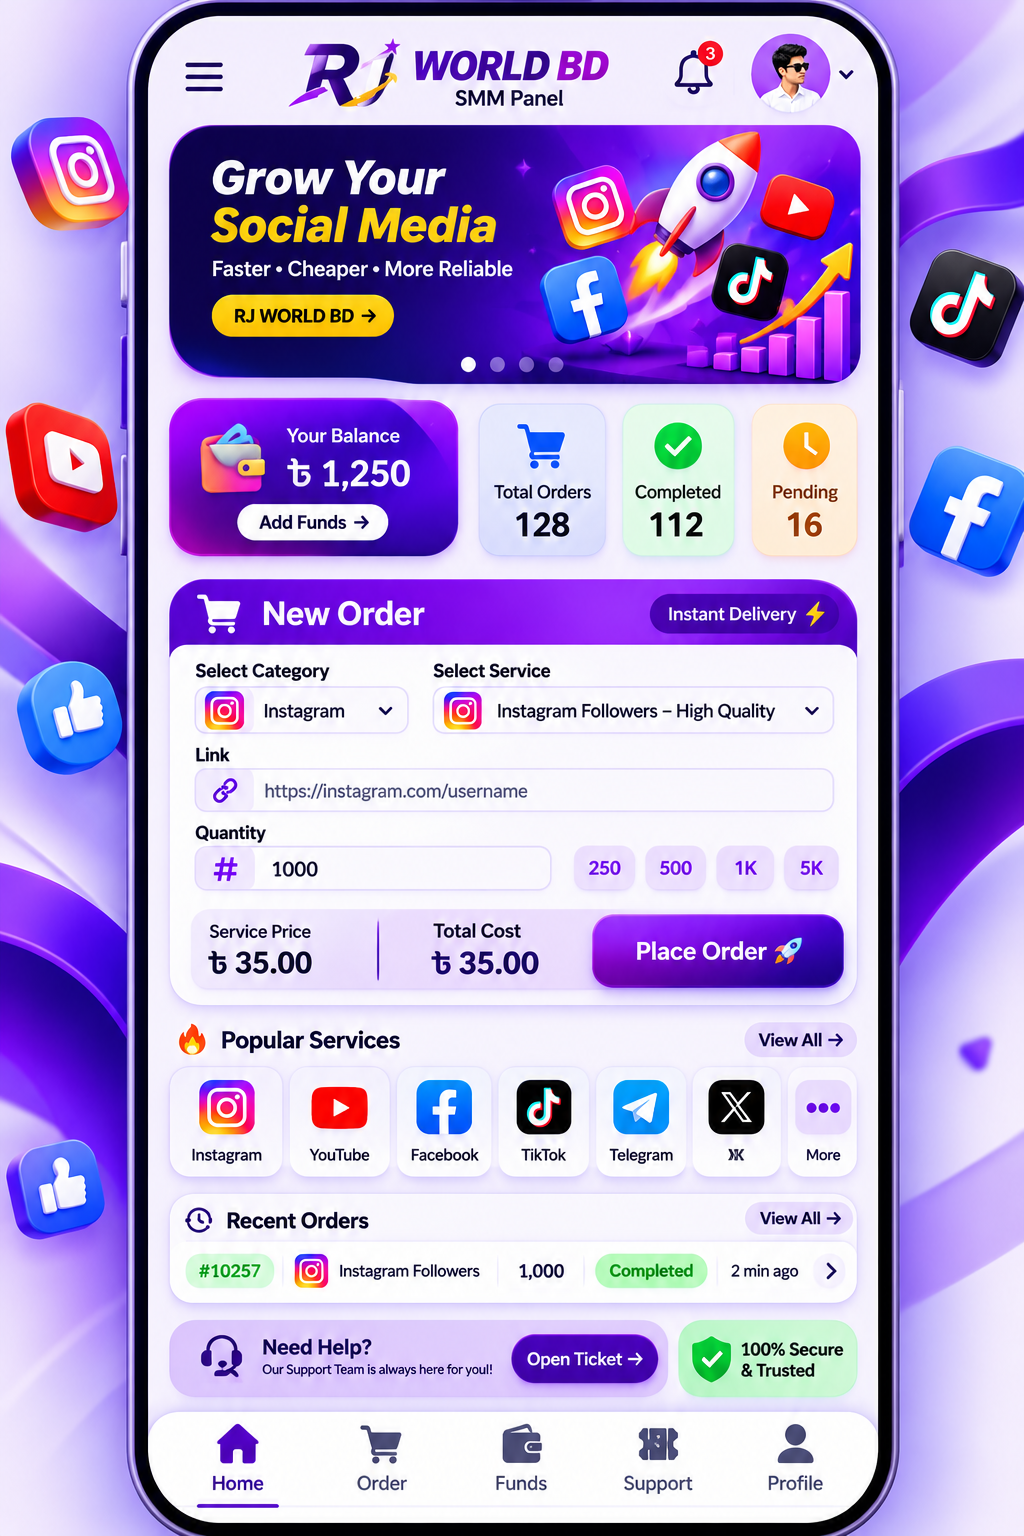 RJ WORLD BD
SMM Panel
3
Grow Your
Social Media
Faster • Cheaper • More Reliable
RJ WORLD BD →
Your Balance
৳ 1,250
Add Funds →
Total Orders
128
Completed
112
Pending
16
New Order
Instant Delivery ⚡
Select Category
Select Service
Instagram
Instagram Followers – High Quality
Link
https://instagram.com/username
Quantity
# 1000
250 500 1K 5K
Service Price
৳ 35.00
Total Cost
৳ 35.00
Place Order 🚀
Popular Services
View All →
Instagram
YouTube
Facebook
TikTok
Telegram
More
Recent Orders
View All →
#10257 Instagram Followers 1,000 Completed 2 min ago
Need Help?
Our Support Team is always here for you!!
Open Ticket →
100% Secure
& Trusted
Home
Order
Funds
Support
Profile